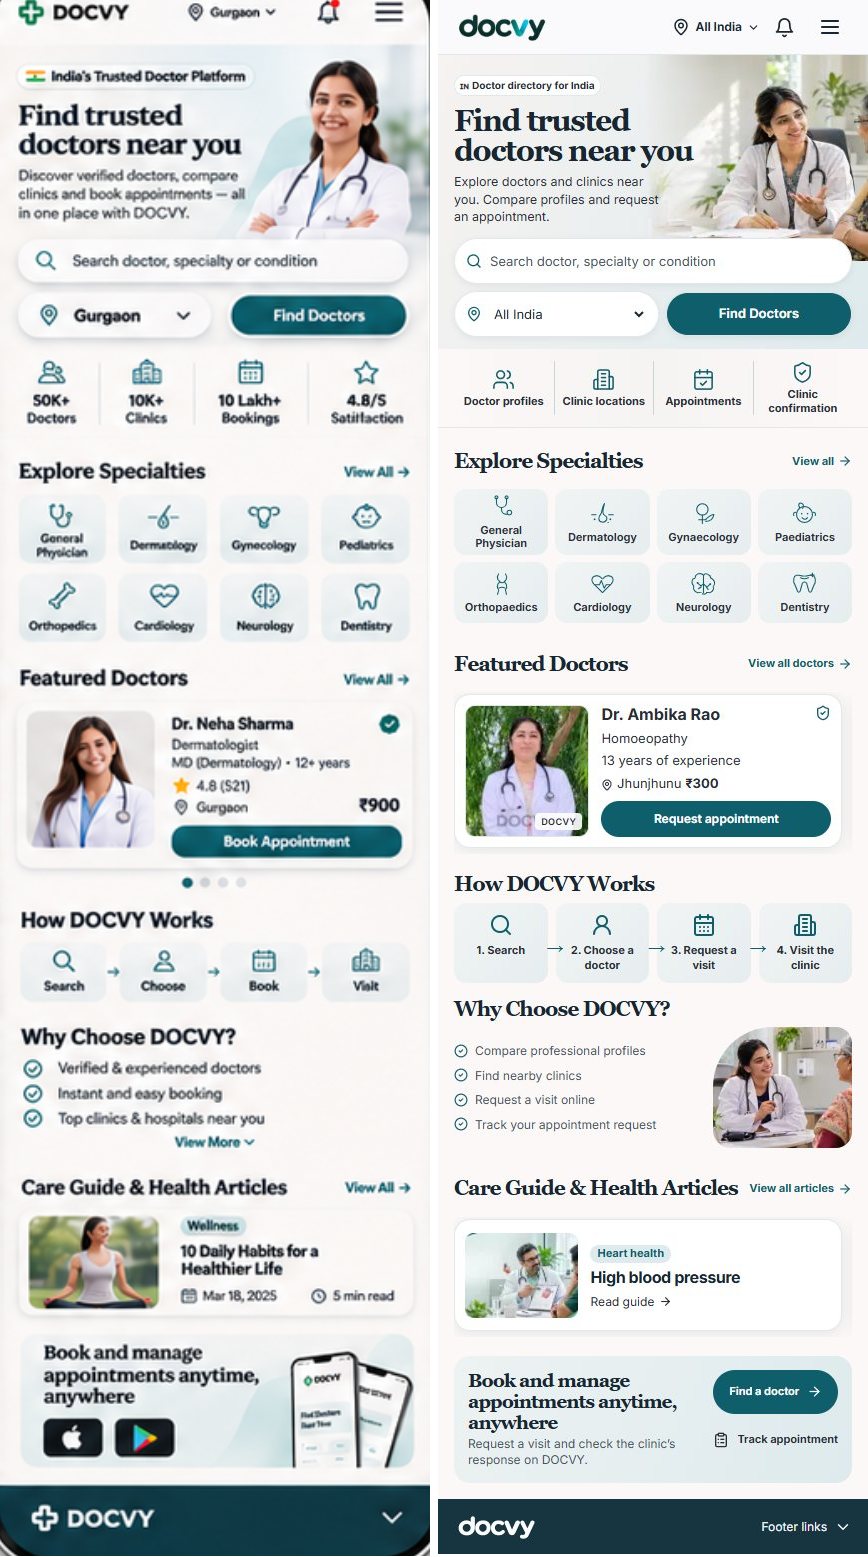 DOCVY
Gurgaon
India's Trusted Doctor Platform
Find trusted
doctors near you
Discover verified doctors, compare
clinics and book appointments — all
in one place with DOCVY.
Search doctor, specialty or condition
Gurgaon
Find Doctors
50K+
Doctors
10K+
Clinics
10 Lakh+
Bookings
4.8/5
Satitfaction
Explore Specialties
View All →
General
Physician
Dermatology
Gynecology
Pediatrics
Orthopedics
Cardiology
Neurology
Dentistry
Featured Doctors
View All →
Dr. Neha Sharma
Dermatologist
MD (Dermatology) • 12+ years
4.8 (521)
Gurgaon
₹900
Book Appointment
How DOCVY Works
Search
Choose
Book
Visit
Why Choose DOCVY?
Verified & experienced doctors
Instant and easy booking
Top clinics & hospitals near you
View More
Care Guide & Health Articles
View All →
Wellness
10 Daily Habits for a
Healthier Life
Mar 18, 2025
5 min read
Book and manage
appointments anytime,
anywhere
DOCVY
DOCVY
docvy
All India
IN Doctor directory for India
Find trusted
doctors near you
Explore doctors and clinics near
you. Compare profiles and request
an appointment.
Search doctor, specialty or condition
All India
Find Doctors
Doctor profiles
Clinic locations
Appointments
Clinic
confirmation
Explore Specialties
View all →
General
Physician
Dermatology
Gynaecology
Paediatrics
Orthopaedics
Cardiology
Neurology
Dentistry
Featured Doctors
View all doctors →
DOCVY
Dr. Ambika Rao
Homoeopathy
13 years of experience
Jhunjhunu ₹300
Request appointment
How DOCVY Works
1. Search
2. Choose a
doctor
3. Request a
visit
4. Visit the
clinic
Why Choose DOCVY?
Compare professional profiles
Find nearby clinics
Request a visit online
Track your appointment request
Care Guide & Health Articles
View all articles →
Heart health
High blood pressure
Read guide →
Book and manage
appointments anytime,
anywhere
Request a visit and check the clinic's
response on DOCVY.
Find a doctor →
Track appointment
docvy
Footer links